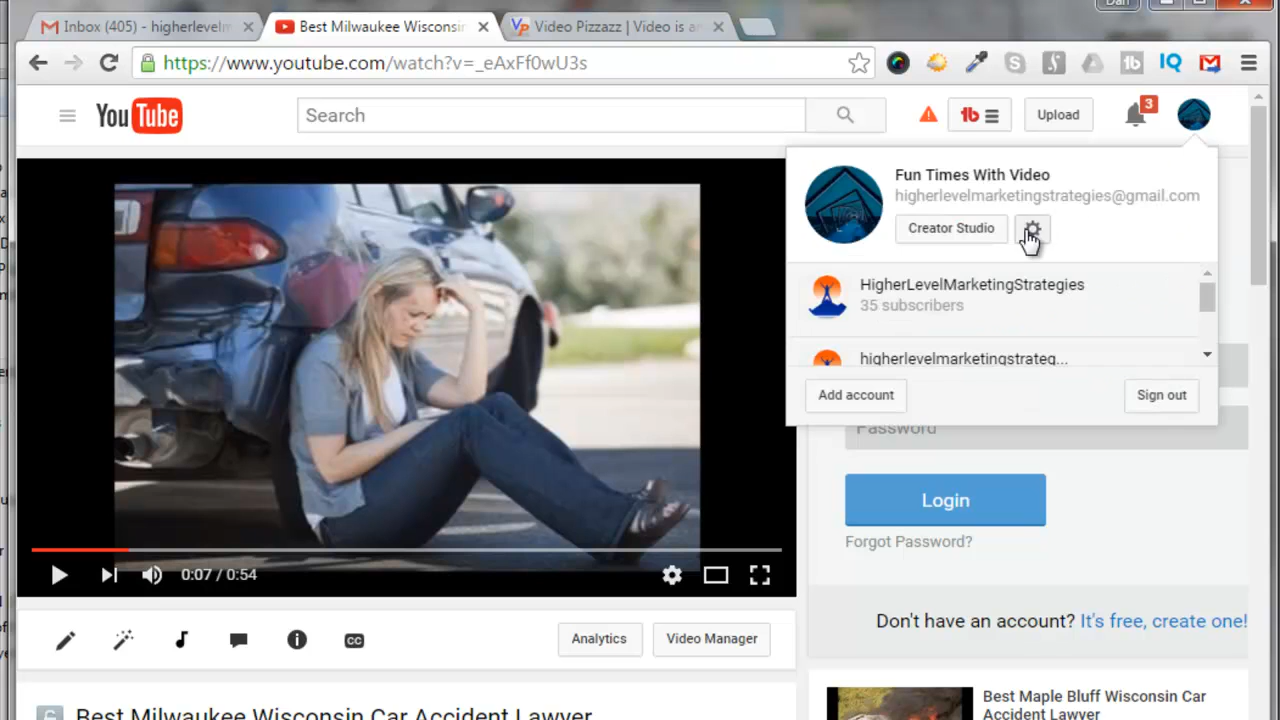 Dan
Inbox (405) - higherlevelm
Best Milwaukee Wisconsin
Video Pizzazz | Video is an
https://www.youtube.com/watch?v=_eAxFf0wU3s
IQ
YouTube
Search
tb
Upload
3
Fun Times With Video
higherlevelmarketingstrategies@gmail.com
Creator Studio
HigherLevelMarketingStrategies
35 subscribers
higherlevelmarketingstrateg...
Add account
Sign out
Password
Login
Forgot Password?
0:07 / 0:54
Don't have an account? It's free, create one!
CC
Analytics
Video Manager
Best Maple Bluff Wisconsin Car
Accident Lawyer
Best Milwaukee Wisconsin Car Accident Lawyer